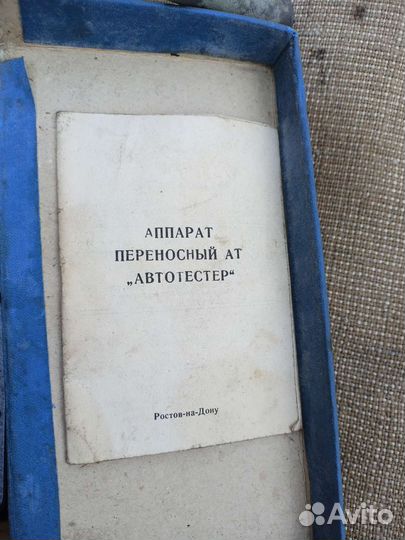 АППАРАТ
ПЕРЕНОСНЫЙ АТ
„АВТОТЕСТЕР“
Ростов-на-Дону
Avito